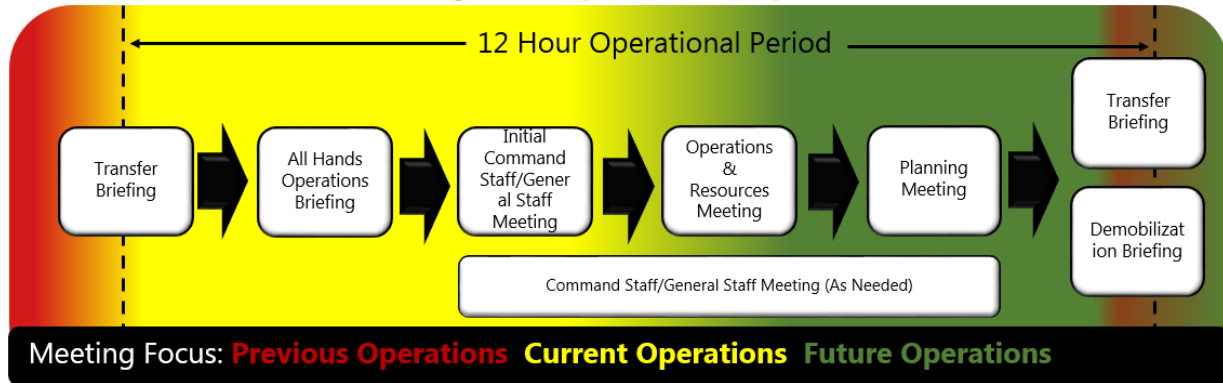 12 Hour Operational Period
Transfer
Briefing
All Hands
Operations
Briefing
Initial
Command
Staff/Gener
al Staff
Meeting
Operations
&
Resources
Meeting
Planning
Meeting
Transfer
Briefing
Demobilizat
ion Briefing
Command Staff/General Staff Meeting (As Needed)
Meeting Focus: Previous Operations Current Operations Future Operations